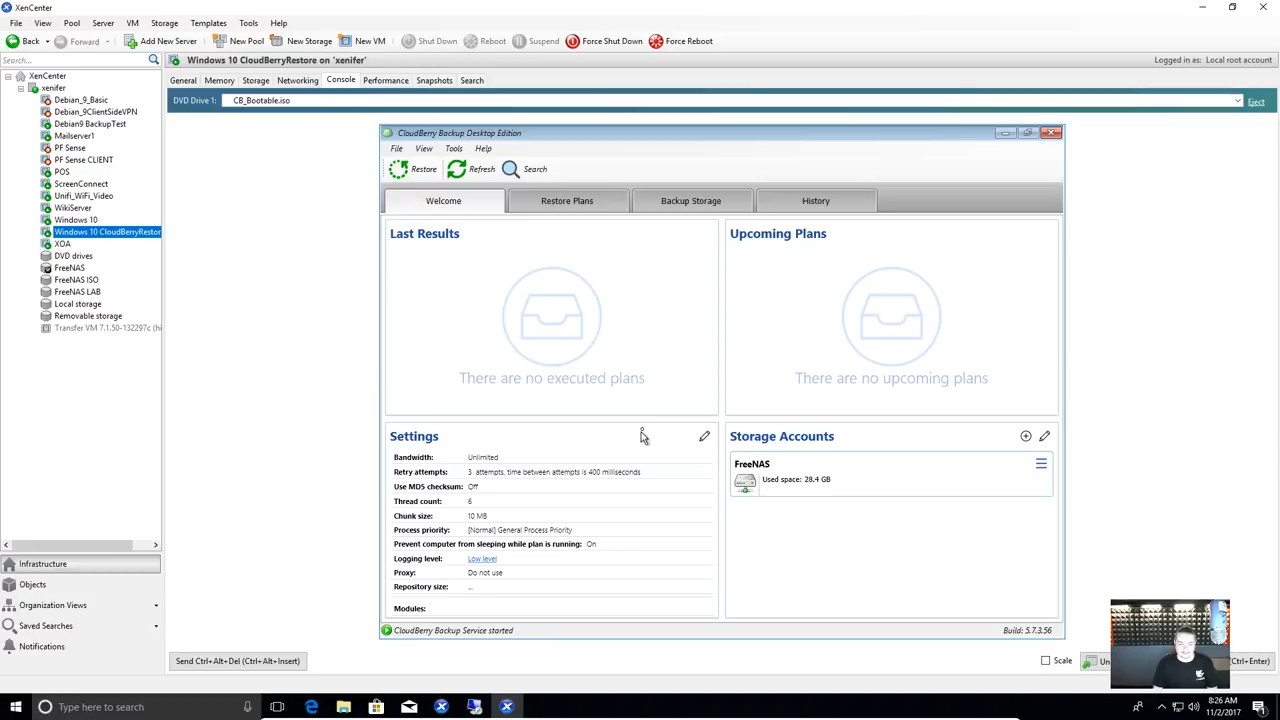 XenCenter
File View Pool Server VM Storage Templates Tools Help
Back Forward Add New Server New Pool New Storage New VM Shut Down Reboot Suspend Force Shut Down Force Reboot
Search...
Windows 10 CloudBerryRestore on 'xenifer'
Logged in as: Local root account
XenCenter
xenifer
Debian_9_Basic
Debian_9ClientSideVPN
Debian9 BackupTest
Mailserver1
PF Sense
PF Sense CLIENT
POS
ScreenConnect
Unifi_WiFi_Video
WikiServer
Windows 10
Windows 10 CloudBerryRestor
XOA
DVD drives
FreeNAS
FreeNAS ISO
FreeNAS LAB
Local storage
Removable storage
Transfer VM 7.1.50-132297c (hi
Infrastructure
Objects
Organization Views
Saved Searches
Notifications
General Memory Storage Networking Console Performance Snapshots Search
DVD Drive 1: CB_Bootable.iso Eject
CloudBerry Backup Desktop Edition
File View Tools Help
Restore Refresh Search
Welcome Restore Plans Backup Storage History
Last Results
There are no executed plans
Upcoming Plans
There are no upcoming plans
Settings
Bandwidth: Unlimited
Retry attempts: 3 attempts, time between attempts is 400 milliseconds
Use MD5 checksum: Off
Thread count: 6
Chunk size: 10 MB
Process priority: [Normal] General Process Priority
Prevent computer from sleeping while plan is running: On
Logging level: Low level
Proxy: Do not use
Repository size: ...
Modules:
Storage Accounts
FreeNAS
Used space: 28.4 GB
CloudBerry Backup Service started
Build: 5.7.3.56
Send Ctrl+Alt+Del (Ctrl+Alt+Insert)
Scale
Un
Ctrl+Enter)
Type here to search
8:26 AM
11/2/2017